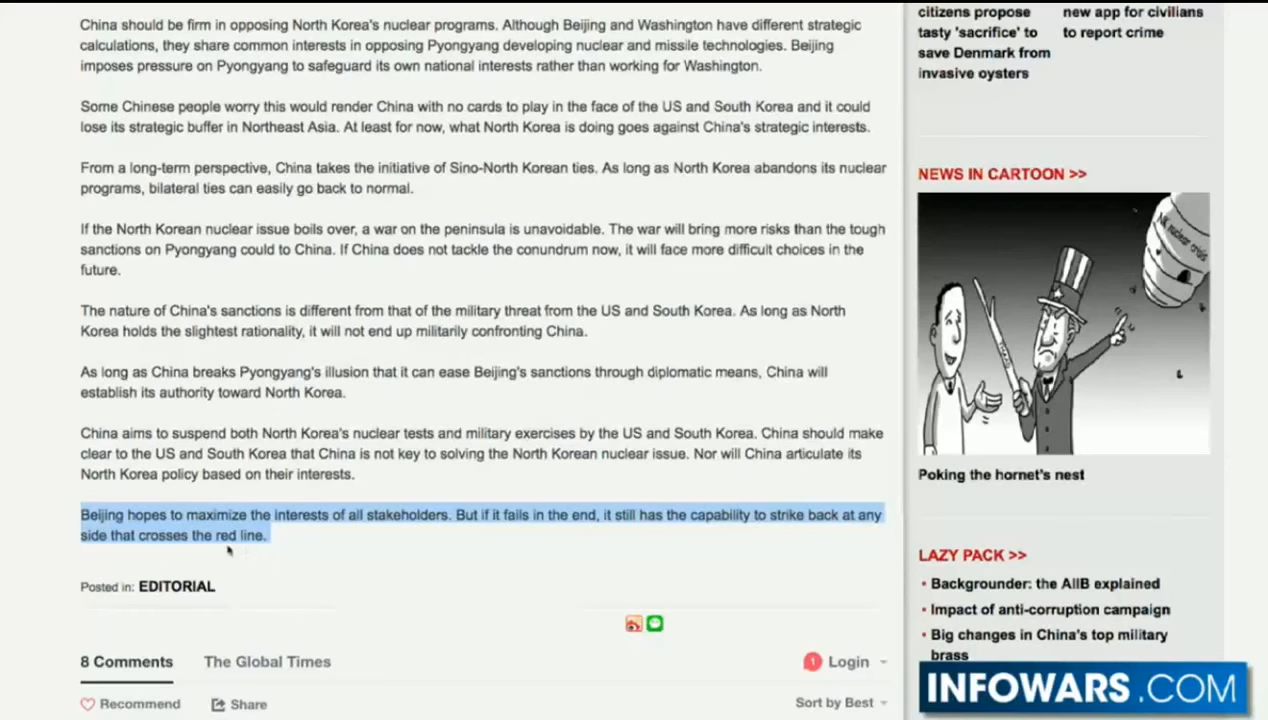 China should be firm in opposing North Korea's nuclear programs. Although Beijing and Washington have different strategic
calculations, they share common interests in opposing Pyongyang developing nuclear and missile technologies. Beijing
imposes pressure on Pyongyang to safeguard its own national interests rather than working for Washington.
Some Chinese people worry this would render China with no cards to play in the face of the US and South Korea and it could
lose its strategic buffer in Northeast Asia. At least for now, what North Korea is doing goes against China's strategic interests.
From a long-term perspective, China takes the initiative of Sino-North Korean ties. As long as North Korea abandons its nuclear
programs, bilateral ties can easily go back to normal.
If the North Korean nuclear issue boils over, a war on the peninsula is unavoidable. The war will bring more risks than the tough
sanctions on Pyongyang could to China. If China does not tackle the conundrum now, it will face more difficult choices in the
future.
The nature of China's sanctions is different from that of the military threat from the US and South Korea. As long as North
Korea holds the slightest rationality, it will not end up militarily confronting China.
As long as China breaks Pyongyang's illusion that it can ease Beijing's sanctions through diplomatic means, China will
establish its authority toward North Korea.
China aims to suspend both North Korea's nuclear tests and military exercises by the US and South Korea. China should make
clear to the US and South Korea that China is not key to solving the North Korean nuclear issue. Nor will China articulate its
North Korea policy based on their interests.
Beijing hopes to maximize the interests of all stakeholders. But if it fails in the end, it still has the capability to strike back at any
side that crosses the red line.
Posted in: EDITORIAL
8 Comments
The Global Times
1 Login
Recommend
Share
Sort by Best
citizens propose
tasty 'sacrifice' to
save Denmark from
invasive oysters
new app for civilians
to report crime
NEWS IN CARTOON >>
nuclear crisis
Poking the hornet's nest
LAZY PACK >>
• Backgrounder: the AIIB explained
• Impact of anti-corruption campaign
• Big changes in China's top military
brass
INFOWARS.COM